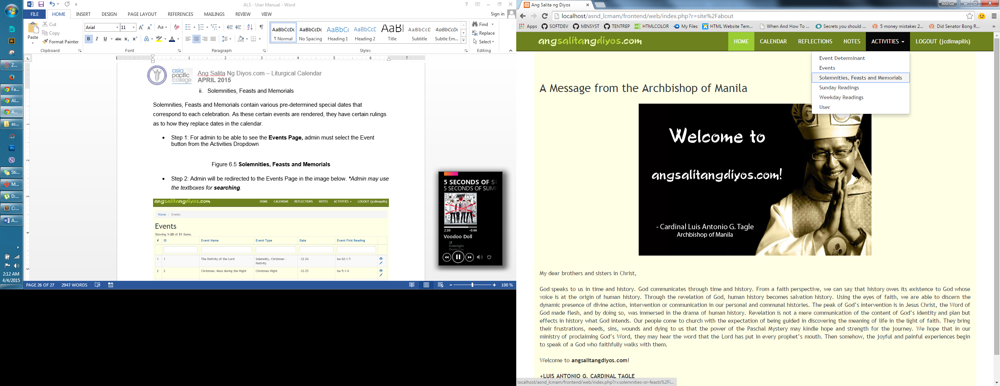 ALS - User Manual - Word
FILE HOME INSERT DESIGN PAGE LAYOUT REFERENCES MAILINGS REVIEW VIEW Sign in
Paste
Cut
Copy
Format Painter
Clipboard
Arial 11
Font
Paragraph
AaBbCcDc AaBbCcDc AaBbCc AaBbCcD AaBl AaBbCcD AaBbCcDc
¶ Normal No Spacing Heading 1 Heading 2 Title Subtitle Subtle Em...
Styles
Find
Replace
Select
Editing
1 1 2 3 4 5 6 7
asia pacific college
Ang Salita Ng Diyos.com – Liturgical Calendar
APRIL 2015
ii. Solemnities, Feasts and Memorials
Solemnities, Feasts and Memorials contain various pre-determined special dates that
correspond to each celebration. As these certain events are rendered, they have certain rulings
as to how they replace dates in the calendar.
• Step 1: For admin to be able to see the Events Page, admin must select the Event
button from the Activities Dropdown
Figure 6.5 Solemnities, Feasts and Memorials
• Step 2: Admin will be redirected to the Events Page in the image below. *Admin may use
the textboxes for searching.
angsalitangdiyos.com HOME CALENDAR REFLECTIONS NOTES ACTIVITIES LOGOUT (jcdimapilis)
Home / Events
Events
Showing 1-20 of 31 items.
# ID Event Name Event Type Date Event First Reading
1 1 The Nativity of the Lord Solemnity, Christmas - Nativity -12-24 Isa 62:1-5
2 2 Christmas: Mass during the Night Christmas Night -12-25 Isa 9:1-6
PAGE 26 OF 27 2947 WORDS 100 %
Z...
Fa...
Al...
A...
as...
Sti...
M...
D:...
C:...
A...
2:12 AM
4/4/2015
5 SECONDS OF SU
5 SECONDS OF SUMM
2:30 -0:46
Voodoo Doll
18
Greenlight
Beside You
Ang Salita ng Diyos
Joshua
localhost/asnd_lcmam/frontend/web/index.php?r=site%2Fabout
Apps SOFTDEV MINSYST TENTREP HTMLCOLOR My Files HTML Website Tem... When And How To ... Secrets you should ... 5 money mistakes 2... Did Senator Bong R... »
angsalitangdiyos.com HOME CALENDAR REFLECTIONS NOTES ACTIVITIES LOGOUT (jcdimapilis)
Event Determinant
Events
Solemnities, Feasts and Memorials
Sunday Readings
Weekday Readings
User
A Message from the Archbishop of Manila
Welcome to
angsalitangdiyos.com!
- Cardinal Luis Antonio G. Tagle
Archbishop of Manila
My dear brothers and sisters in Christ,
God speaks to us in time and history. God communicates through time and history. From a faith perspective, we can say that history owes its existence to God whose
voice is at the origin of human history. Through the revelation of God, human history becomes salvation history. Using the eyes of faith, we are able to discern the
dynamic presence of divine action, intervention or communication in our personal and communal histories. The peak of God's intervention is in Jesus Christ, the Word of
God made flesh, and by doing so, was immersed in the drama of human history. Revelation is not a mere communication of the content of God's identity and plan but
effects in history what God intends. Our people come to church with the expectation of being guided in discovering the meaning of life in the light of faith. They bring
their frustrations, needs, sins, wounds and dying to us that the power of the Paschal Mystery may kindle hope and strength for the journey. We hope that in our
ministry of proclaiming God's Word, they may hear the word that the Lord has put in every prophet's mouth. Then somehow, the joyful and painful experiences begin
to speak of a God who faithfully walks with them.
Welcome to angsalitangdiyos.com!
+LUIS ANTONIO G. CARDINAL TAGLE
localhost/asnd_lcmam/frontend/web/index.php?r=solemnities-or-feasts%2Fi...